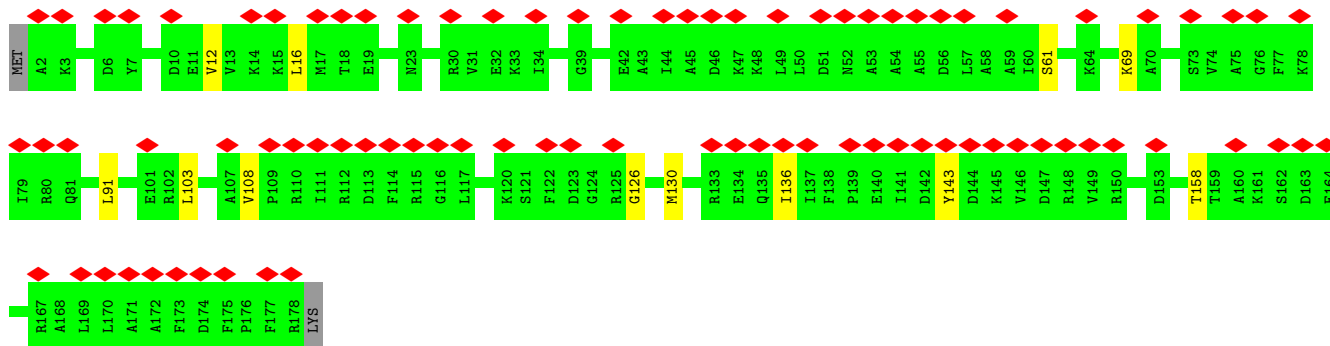 MET A2 K3 D6 Y7 D10 E11 V12 V13 K14 K15 L16 M17 T18 E19 N23 R30 V31 E32 K33 I34 G39 E42 A43 I44 A45 D46 K47 K48 L49 L50 D51 N52 A53 A54 A55 D56 L57 A58 A59 I60 S61 K64 K69 A70 S73 V74 A75 G76 F77 K78
I79 R80 Q81 L91 E101 R102 L103 A107 V108 P109 R110 I111 R112 D113 F114 R115 G116 L117 K120 S121 F122 D123 G124 R125 G126 M130 R133 E134 Q135 I136 I137 F138 P139 E140 I141 D142 Y143 D144 K145 V146 D147 R148 V149 R150 D153 T158 T159 A160 K161 S162 D163 E164
R167 A168 L169 L170 A171 A172 F173 D174 F175 P176 F177 R178 LYS